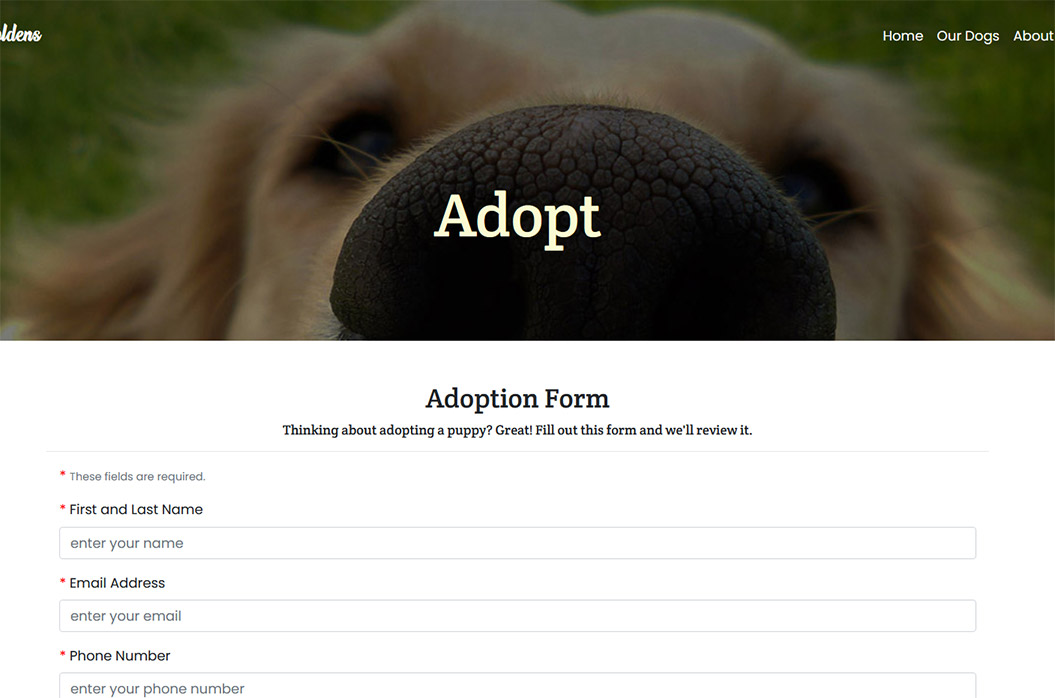 Home Our Dogs About
Adopt
Adoption Form
Thinking about adopting a puppy? Great! Fill out this form and we'll review it.
* These fields are required.
* First and Last Name
enter your name
* Email Address
enter your email
* Phone Number
enter your phone number